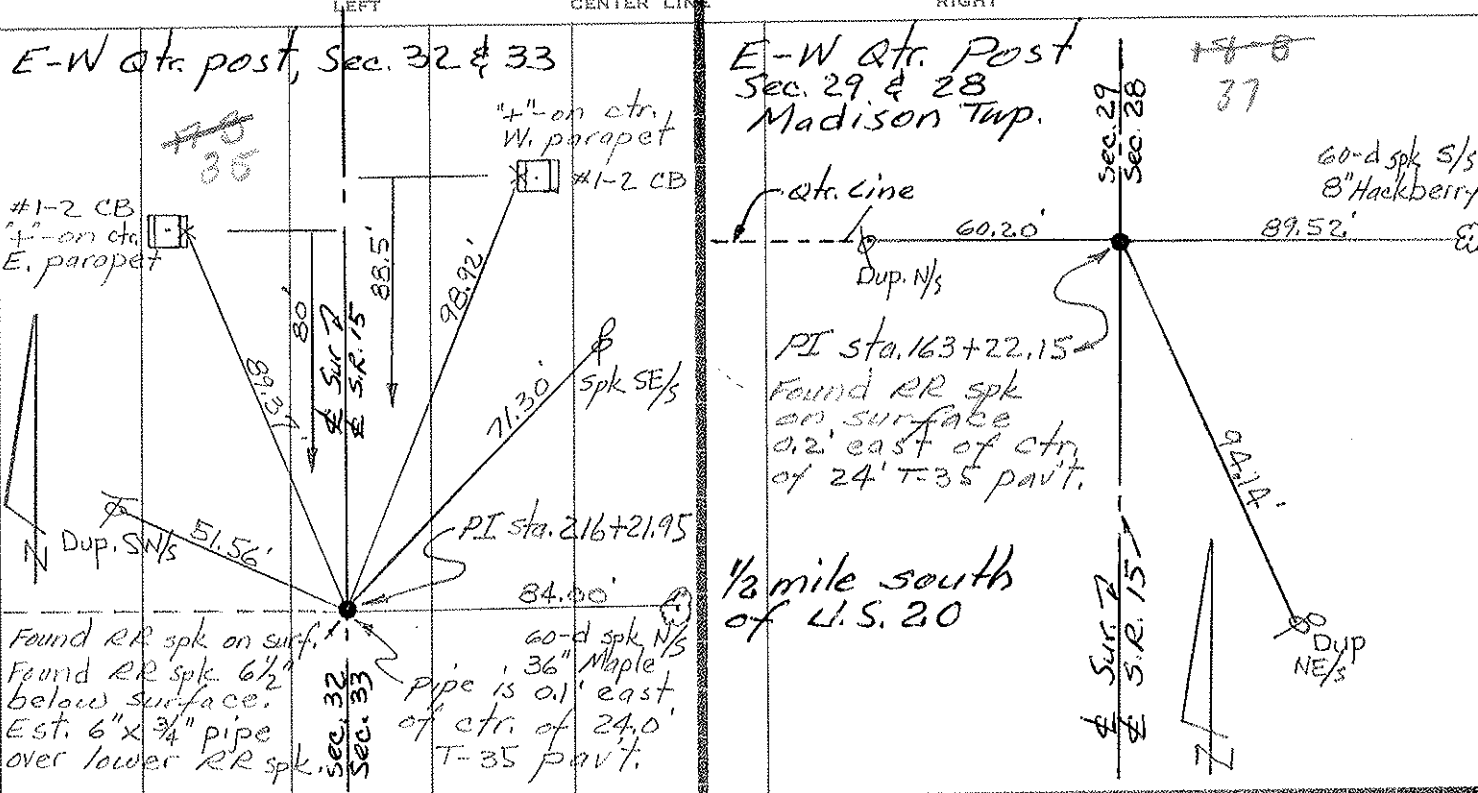 LEFT
CENTER LINE
RIGHT
E-W Qtr. post, Sec. 32 & 33
35
"+"-on ctr.
W. parapet
#1-2 CB
#1-2 CB
"+"-on ctr.
E. parapet
80'
88.5'
98.92'
89.37'
71.30'
℄ Sur. &
℄ S.R. 15
spk SE/s
N
Dup. SW/s
51.56'
PI sta. 216+21.95
84.00'
Found RR spk on surf.
Found RR spk 6½"
below surface.
Est. 6" x ¾" pipe
over lower RR spk.
Sec. 32
Sec. 33
60-d spk N/s
36" Maple
pipe is 0.1' east
of ctr. of 24.0'
T-35 pav't.
E-W Qtr. Post
Sec. 29 & 28
Madison Twp.
37
Sec. 29
Sec. 28
60-d spk S/s
8" Hackberry
Qtr. Line
60.20'
89.52'
Dup. N/s
PI sta. 163+22.15
Found RR spk
on surface
0.2' east of ctr.
of 24' T-35 pav't.
94.14'
1/2 mile south
of U.S. 20
℄ Sur. &
℄ S.R. 15
N
Dup
NE/s